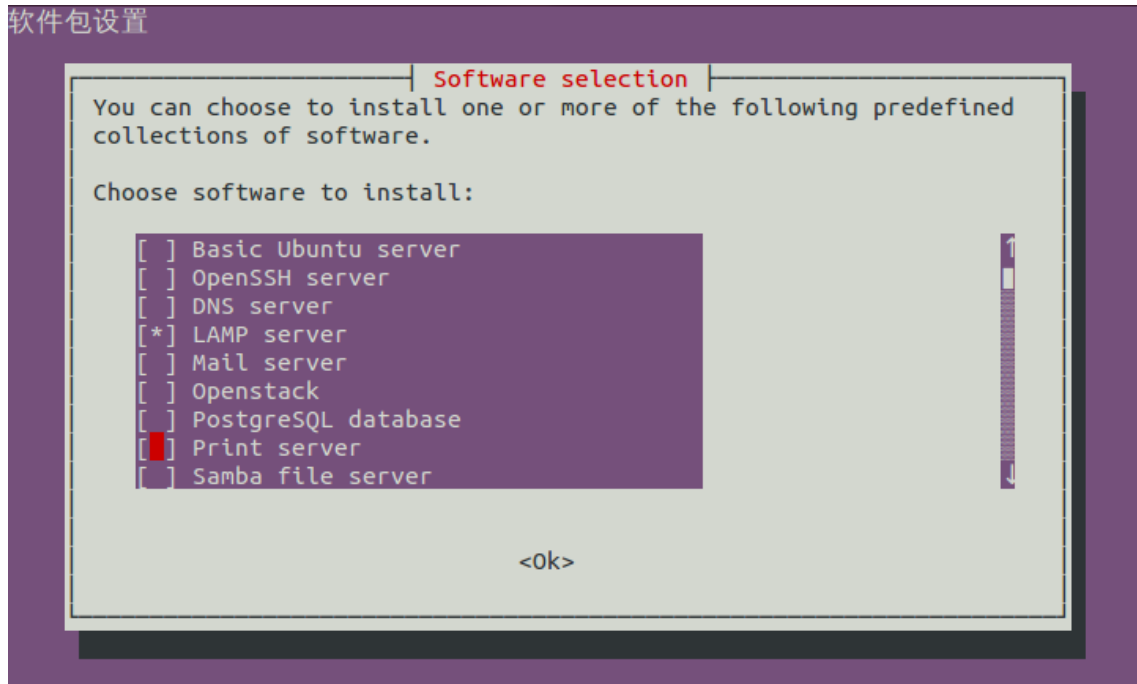 软件包设置
Software selection
You can choose to install one or more of the following predefined
collections of software.
Choose software to install:
[ ] Basic Ubuntu server
[ ] OpenSSH server
[ ] DNS server
[*] LAMP server
[ ] Mail server
[ ] Openstack
[ ] PostgreSQL database
[ ] Print server
[ ] Samba file server
<Ok>